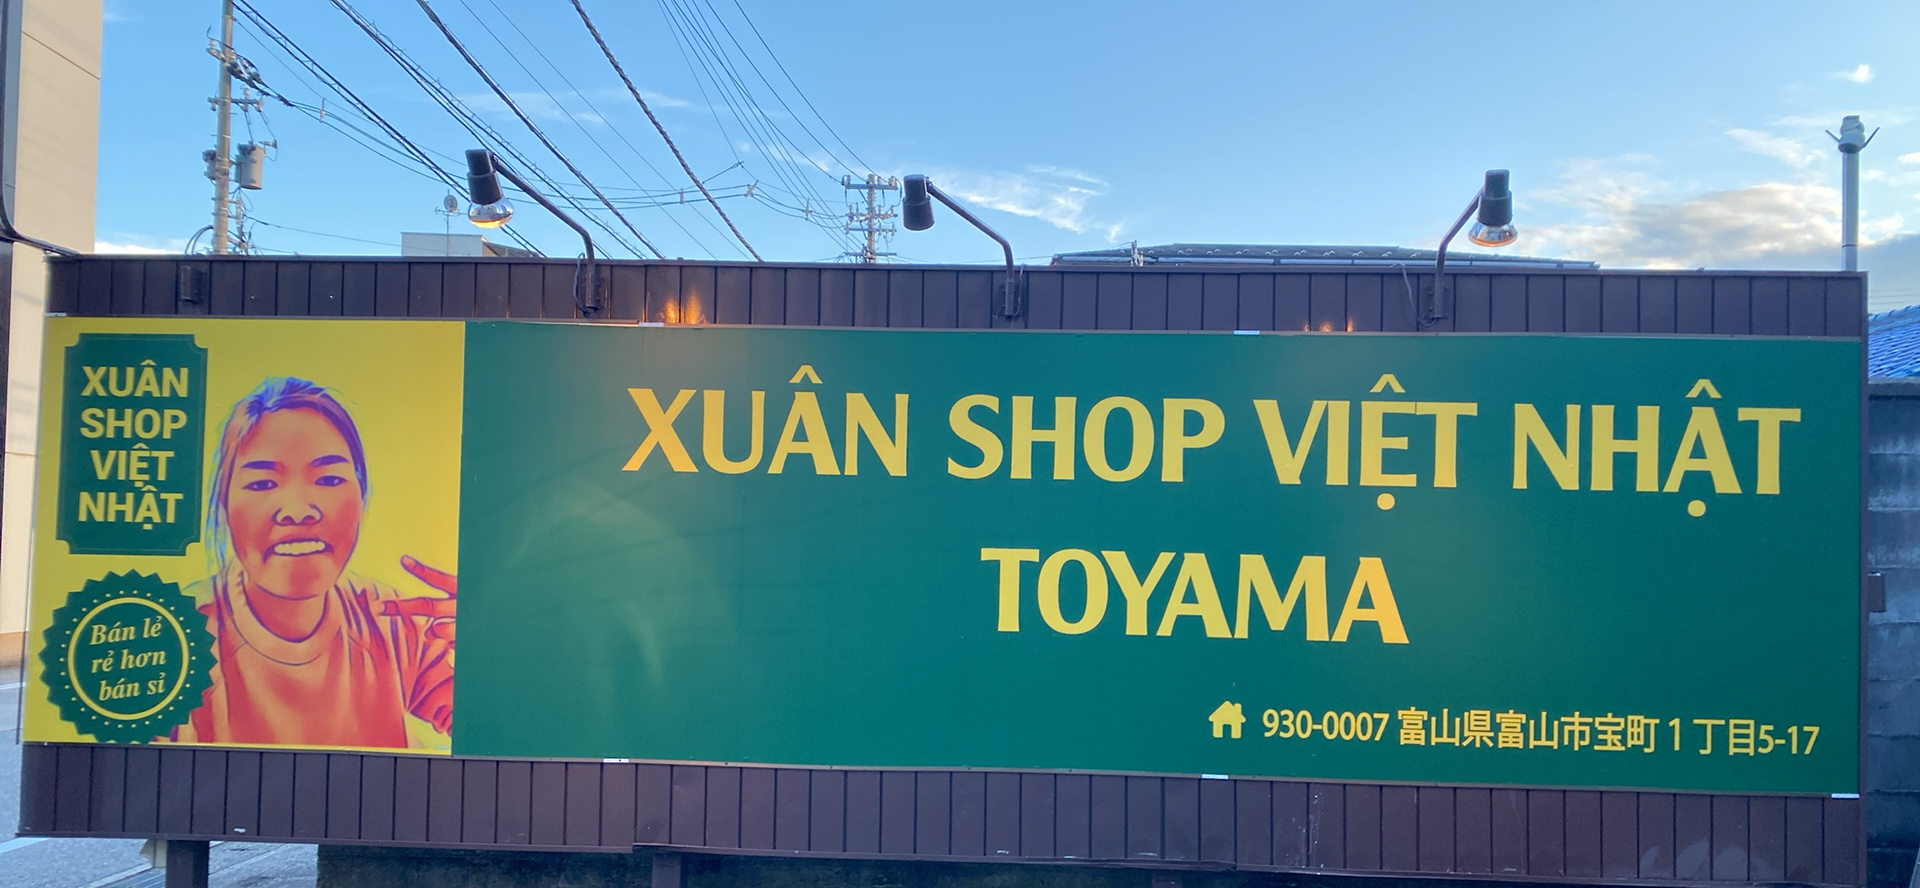 XUÂN
SHOP
VIỆT
NHẬT
Bán lẻ
rẻ hơn
bán sỉ
XUÂN SHOP VIỆT NHẬT
TOYAMA
930-0007 富山県富山市宝町1丁目5-17